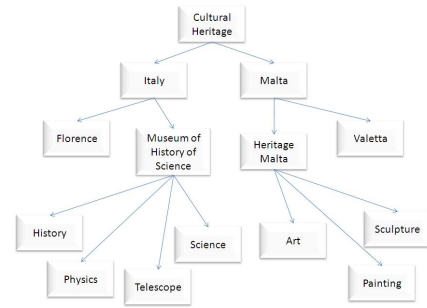 Cultural
Heritage
Italy
Malta
Florence
Museum of
History of
Science
Heritage
Malta
Valetta
History
Physics
Telescope
Science
Art
Painting
Sculpture